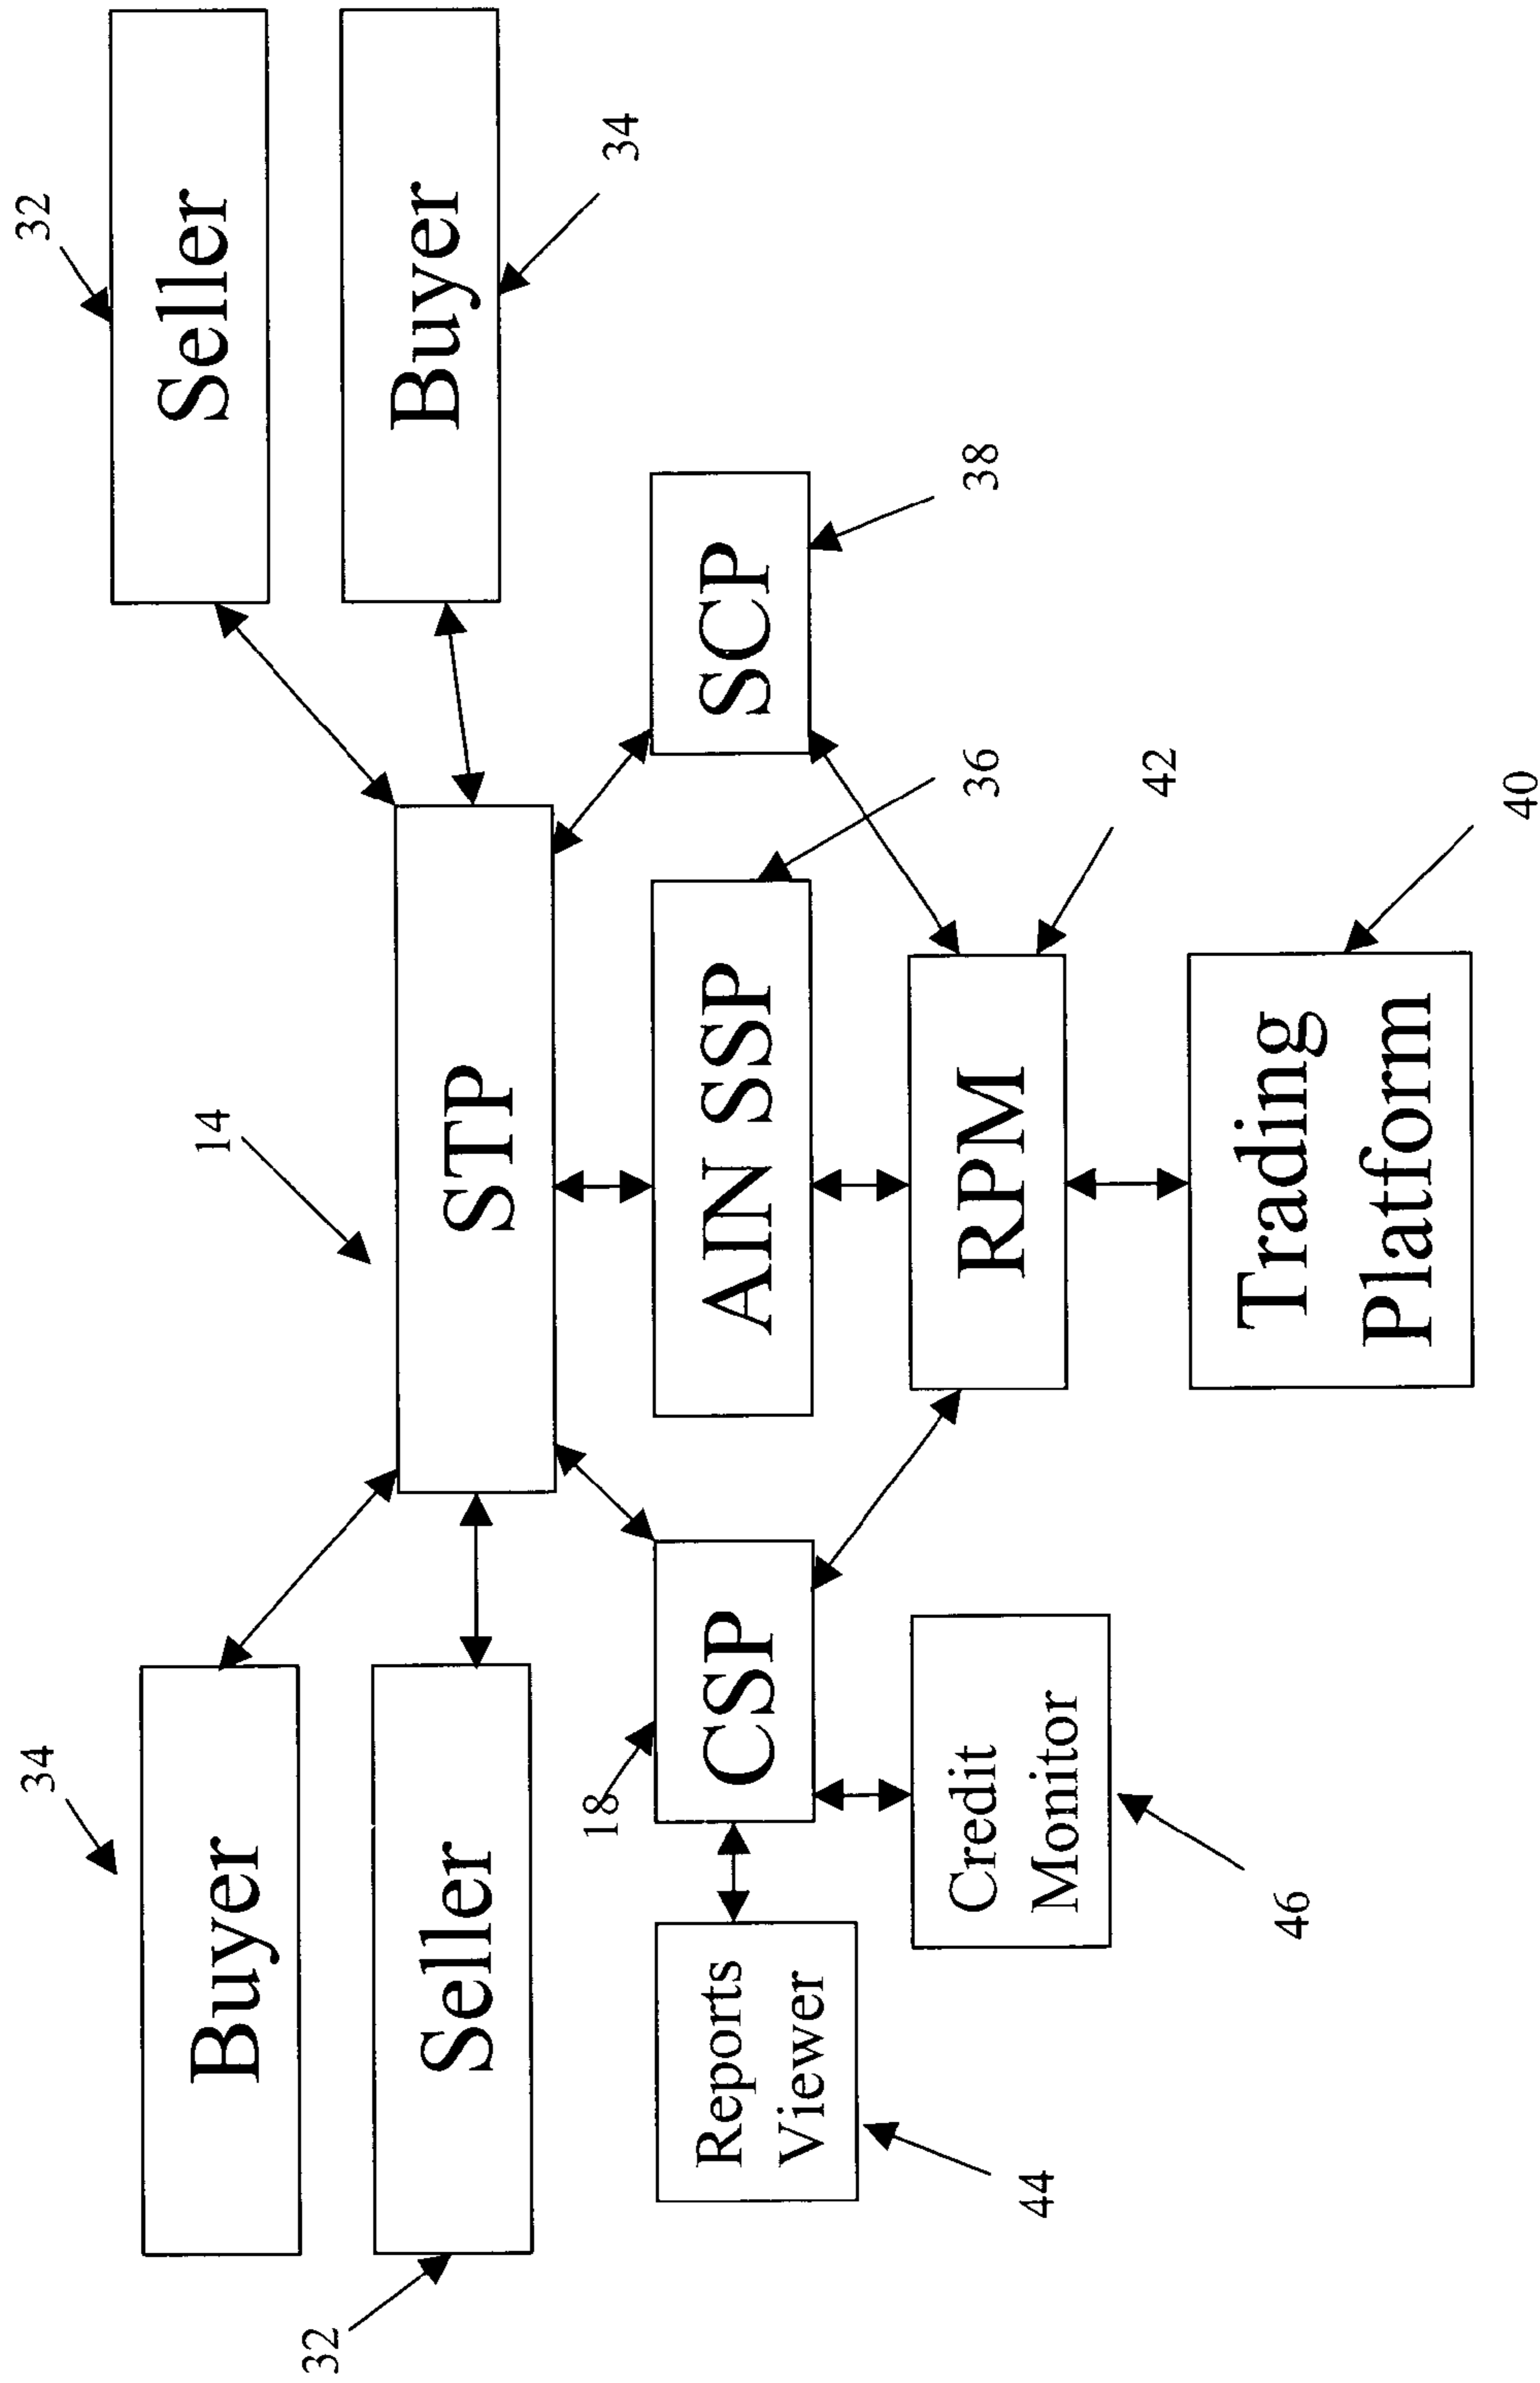 34
32
Buyer
14
Seller
32
Seller
STP
Buyer
18
34
Reports
Viewer
CSP
AIN SSP
SCP
38
36
44
Credit
Monitor
RPM
42
46
Trading
Platform
40